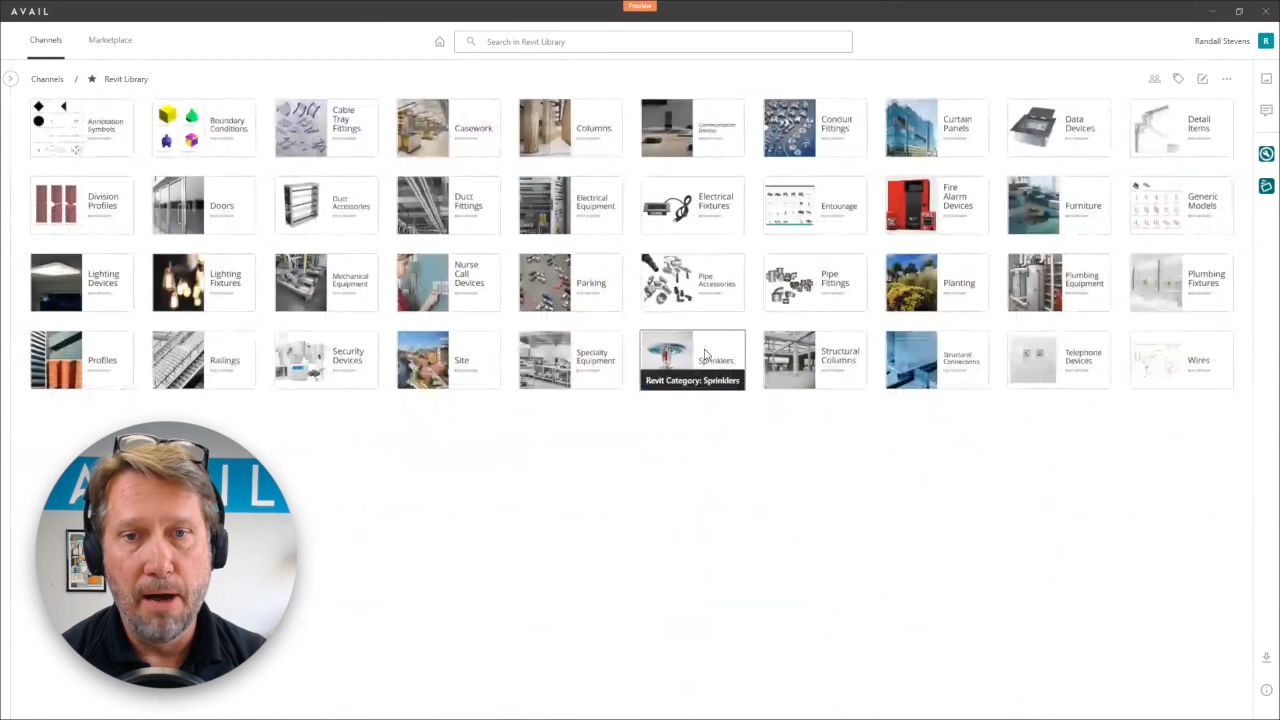 AVAIL
Preview
Channels
Marketplace
Search in Revit Library
Randall Stevens
R
Channels / ★ Revit Library
Annotation
Symbols
Boundary
Conditions
Cable
Tray
Fittings
Casework
Columns
Communication
Devices
Conduit
Fittings
Curtain
Panels
Data
Devices
Detail
Items
Division
Profiles
Doors
Duct
Accessories
Duct
Fittings
Electrical
Equipment
Electrical
Fixtures
Entourage
Fire
Alarm
Devices
Furniture
Generic
Models
Lighting
Devices
Lighting
Fixtures
Mechanical
Equipment
Nurse
Call
Devices
Parking
Pipe
Accessories
Pipe
Fittings
Planting
Plumbing
Equipment
Plumbing
Fixtures
Profiles
Railings
Security
Devices
Site
Specialty
Equipment
Sprinklers
Revit Category: Sprinklers
Structural
Columns
Structural
Connections
Telephone
Devices
Wires
AVAIL